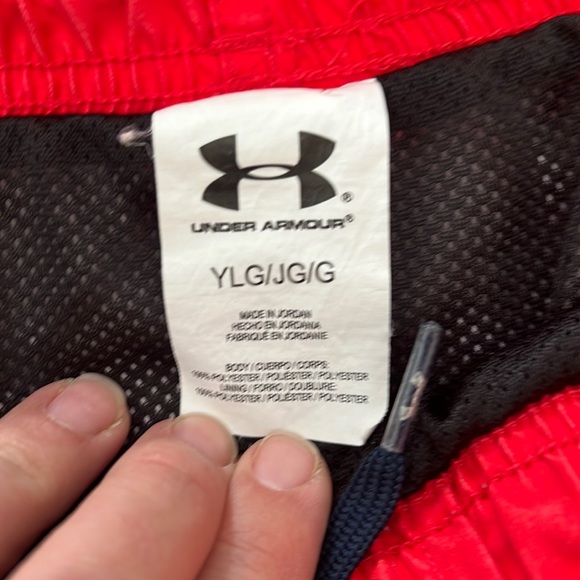 UNDER ARMOUR®
YLG/JG/G
MADE IN JORDAN
HECHO EN JORDANIA
FABRIQUÉ EN JORDANIE
BODY / CUERPO / CORPS:
100% POLYESTER / POLIÉSTER / POLYESTER
LINING / FORRO / DOUBLURE:
100% POLYESTER / POLIÉSTER / POLYESTER